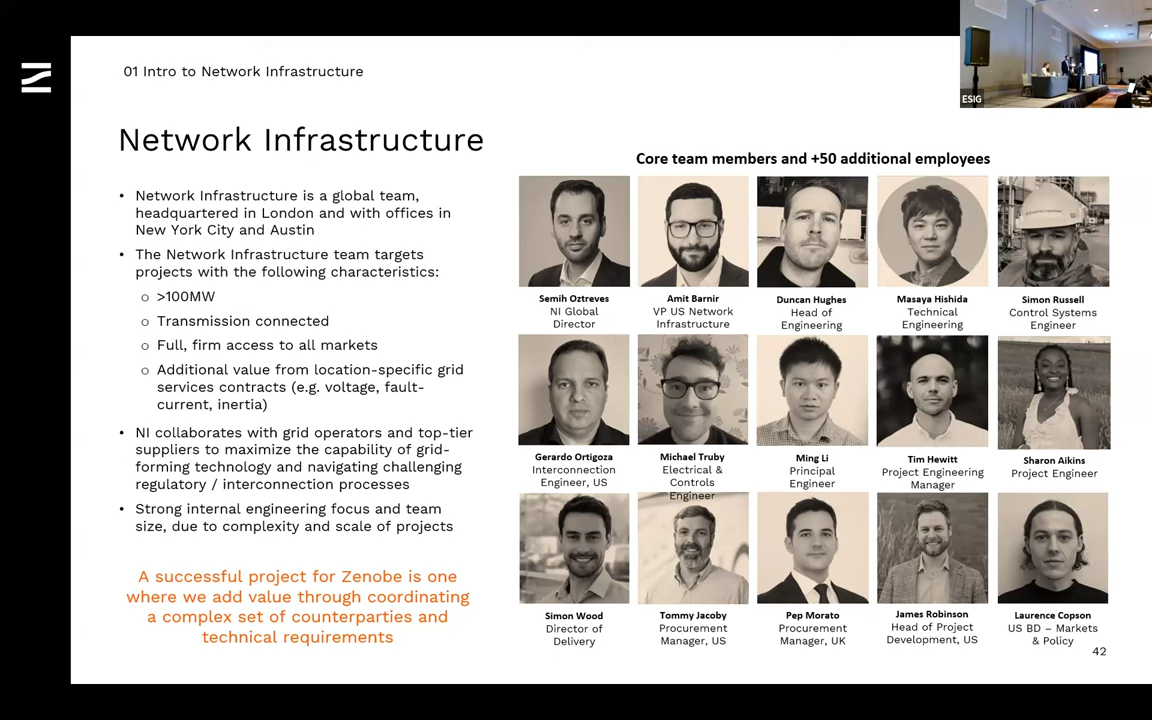 01 Intro to Network Infrastructure
ESIG
Network Infrastructure
• Network Infrastructure is a global team,
headquartered in London and with offices in
New York City and Austin
• The Network Infrastructure team targets
projects with the following characteristics:
o >100MW
o Transmission connected
o Full, firm access to all markets
o Additional value from location-specific grid
services contracts (e.g. voltage, fault-
current, inertia)
• NI collaborates with grid operators and top-tier
suppliers to maximize the capability of grid-
forming technology and navigating challenging
regulatory / interconnection processes
• Strong internal engineering focus and team
size, due to complexity and scale of projects
A successful project for Zenobe is one
where we add value through coordinating
a complex set of counterparties and
technical requirements
Core team members and +50 additional employees
Semih Oztreves
NI Global
Director
Amit Barnir
VP US Network
Infrastructure
Duncan Hughes
Head of
Engineering
Masaya Hishida
Technical
Engineering
Simon Russell
Control Systems
Engineer
Gerardo Ortigoza
Interconnection
Engineer, US
Michael Truby
Electrical &
Controls
Engineer
Ming Li
Principal
Engineer
Tim Hewitt
Project Engineering
Manager
Sharon Aikins
Project Engineer
Simon Wood
Director of
Delivery
Tommy Jacoby
Procurement
Manager, US
Pep Morato
Procurement
Manager, UK
James Robinson
Head of Project
Development, US
Laurence Copson
US BD – Markets
& Policy
42